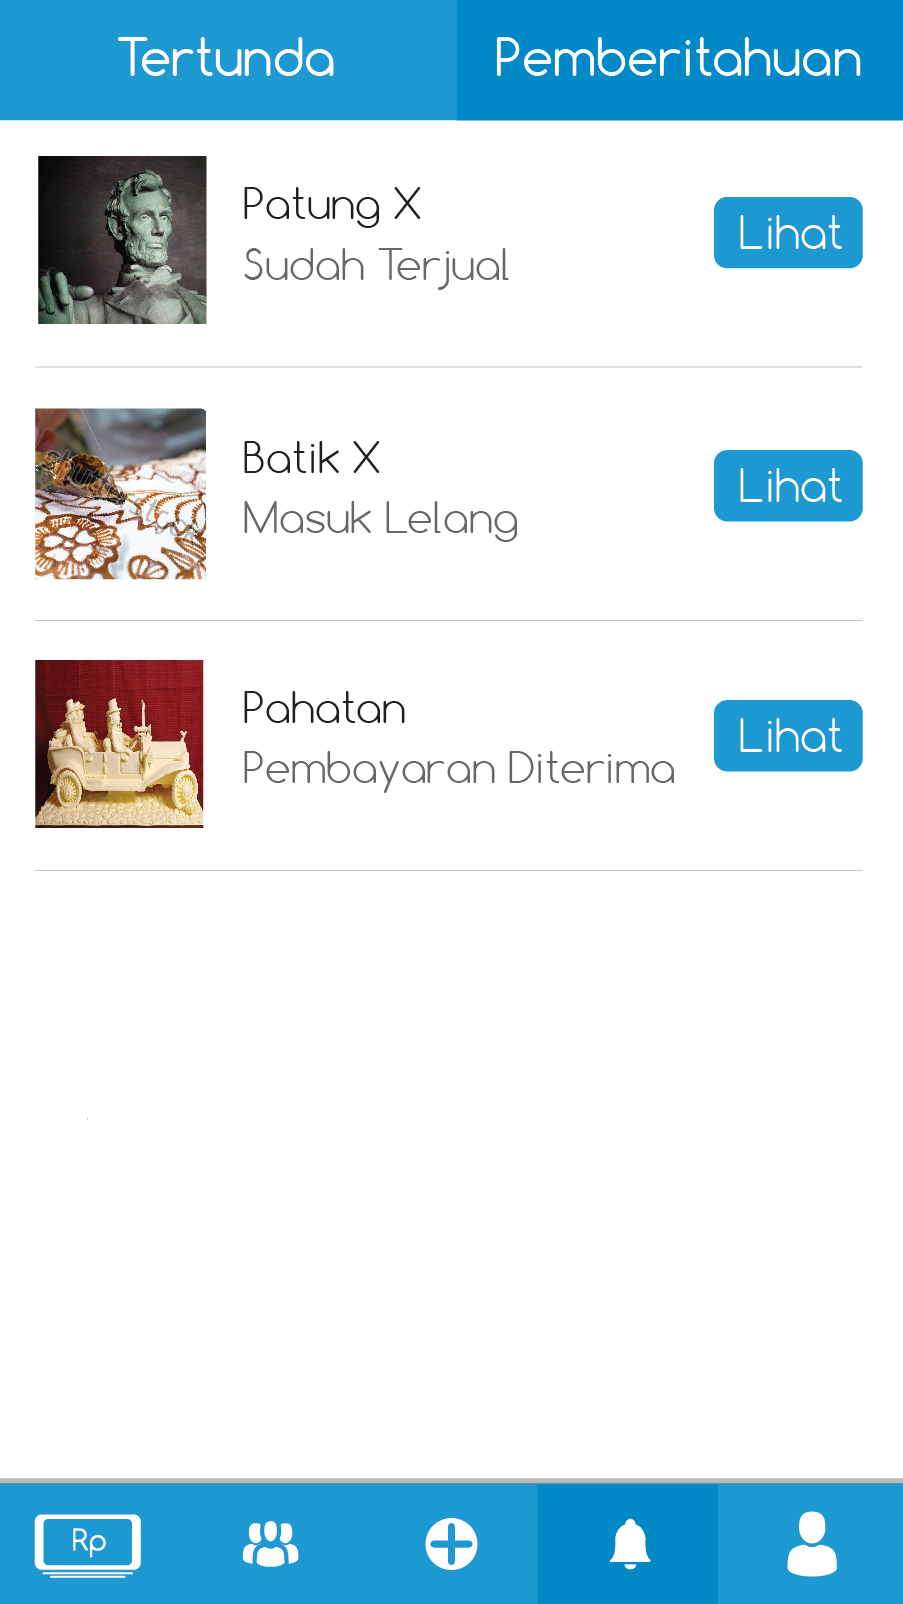 Tertunda
Pemberitahuan
Patung X
Sudah Terjual
Lihat
Batik X
Masuk Lelang
Lihat
Pahatan
Pembayaran Diterima
Lihat
Rp